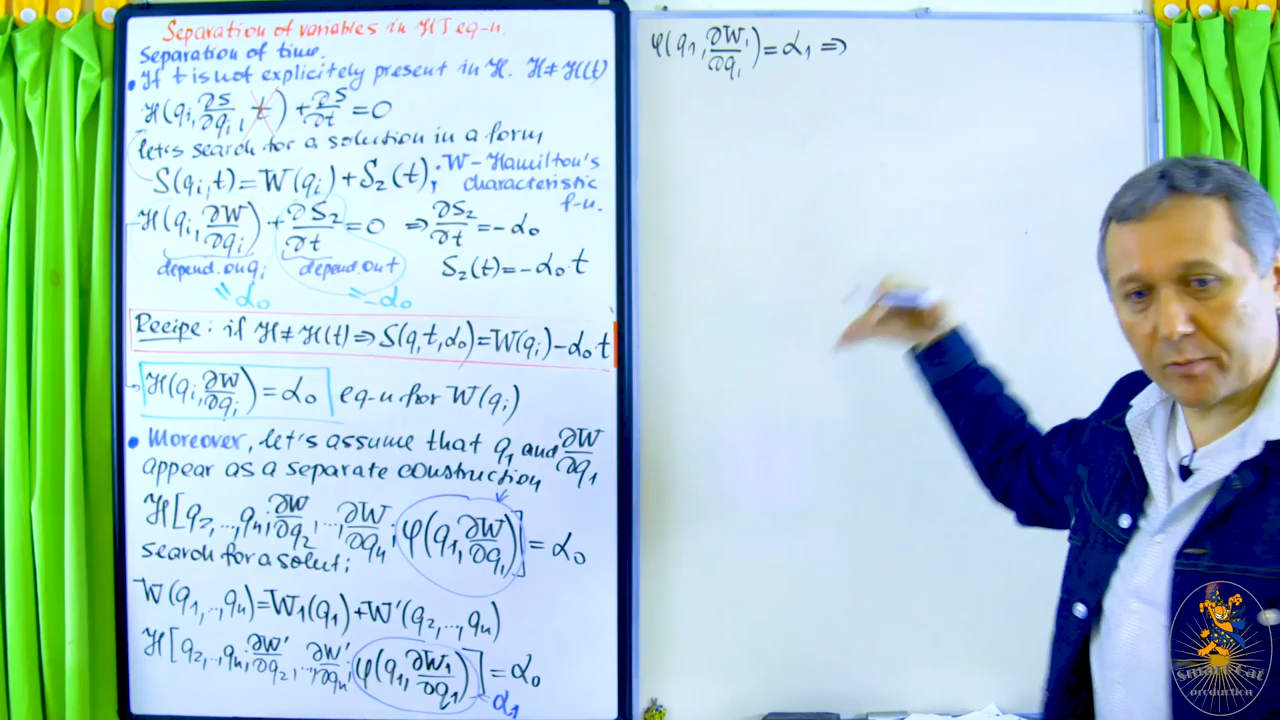 Separation of variables in HJ eq-n.
Separation of time.
• If t is not explicitely present in H. H≠H(t)
H(qᵢ, ∂S/∂qᵢ, t) + ∂S/∂t = 0
let's search for a solution in a form
S(qᵢ,t) = W(qᵢ) + S₂(t); W – Hamilton's characteristic f-n.
H(qᵢ, ∂W/∂qᵢ) + ∂S₂/∂t = 0 ⇒ ∂S₂/∂t = -α₀
depend. on qᵢ depend. on t S₂(t) = -α₀·t
= α₀ = -α₀
Recipe: if H≠H(t) ⇒ S(q,t,α₀) = W(qᵢ) - α₀·t
H(qᵢ, ∂W/∂qᵢ) = α₀ eq-n for W(qᵢ)
• Moreover, let's assume that q₁ and ∂W/∂q₁
appear as a separate construction
H[q₂,..,qₙ; ∂W/∂q₂,..,∂W/∂qₙ; φ(q₁, ∂W/∂q₁)] = α₀
search for a solut;
W(q₁,..,qₙ) = W₁(q₁) + W'(q₂,..,qₙ)
H[q₂,..,qₙ; ∂W'/∂q₂,..,∂W'/∂qₙ; φ(q₁, ∂W₁/∂q₁)] = α₀
= α₁
φ(q₁, ∂W₁/∂q₁) = α₁ ⇒
Smart Cat
production